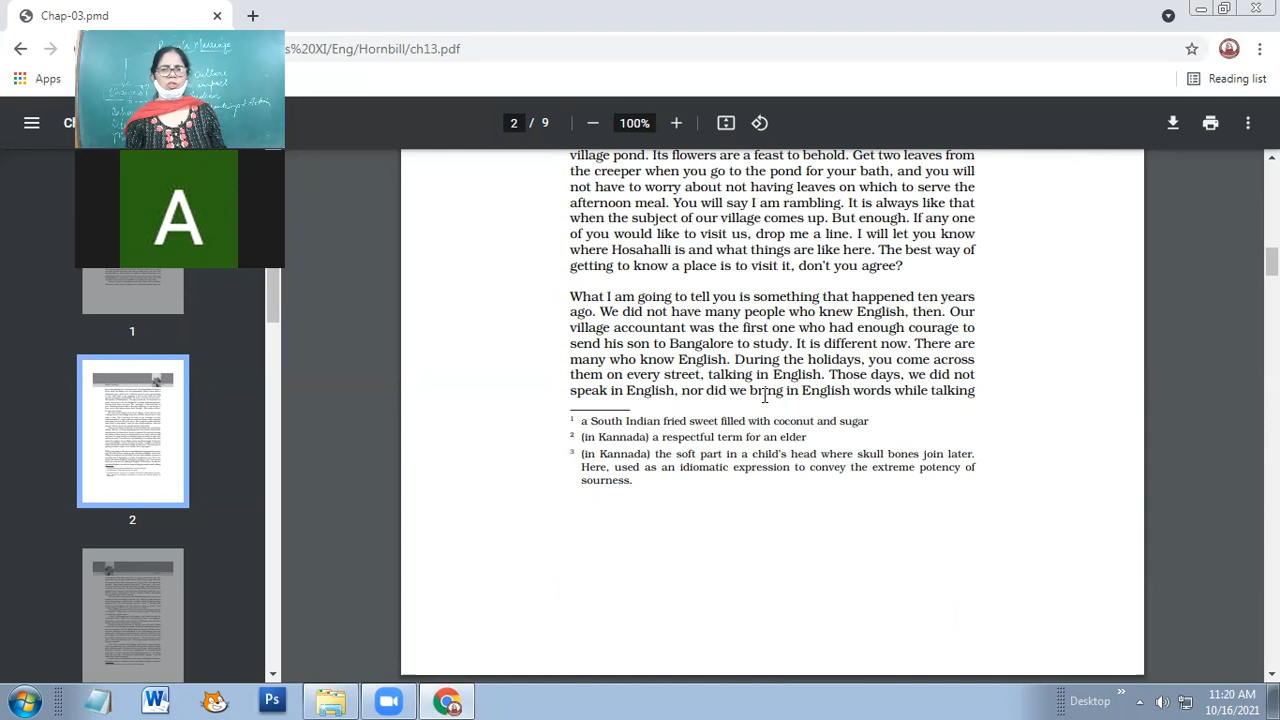 Chap-03.pmd
s%20XI/Eng/Hornbill/ch13.pdf
Apps
Reading list
Marriage
culture
impact
A
2 / 9
100%
village pond. Its flowers are a feast to behold. Get two leaves from
the creeper when you go to the pond for your bath, and you will
not have to worry about not having leaves on which to serve the
afternoon meal. You will say I am rambling. It is always like that
when the subject of our village comes up. But enough. If any one
of you would like to visit us, drop me a line. I will let you know
where Hosahalli is and what things are like here. The best way of
getting to know a place is to visit it, don't you agree?
What I am going to tell you is something that happened ten years
ago. We did not have many people who knew English, then. Our
village accountant was the first one who had enough courage to
send his son to Bangalore to study. It is different now. There are
many who know English. During the holidays, you come across
them on every street, talking in English. Those days, we did not
speak in English, nor did we bring in English words while talking
1 a South Indian fried sweet filled with coconut and sugar
2 (in Kannada) a respectful term for an elder
3 (in Kannada) the soft part in a child's head where skull bones join later.
Here, used as an idiomatic expression to convey the extreme potency of
sourness.
1
2
W
Ps
Desktop
11:20 AM
10/16/2021